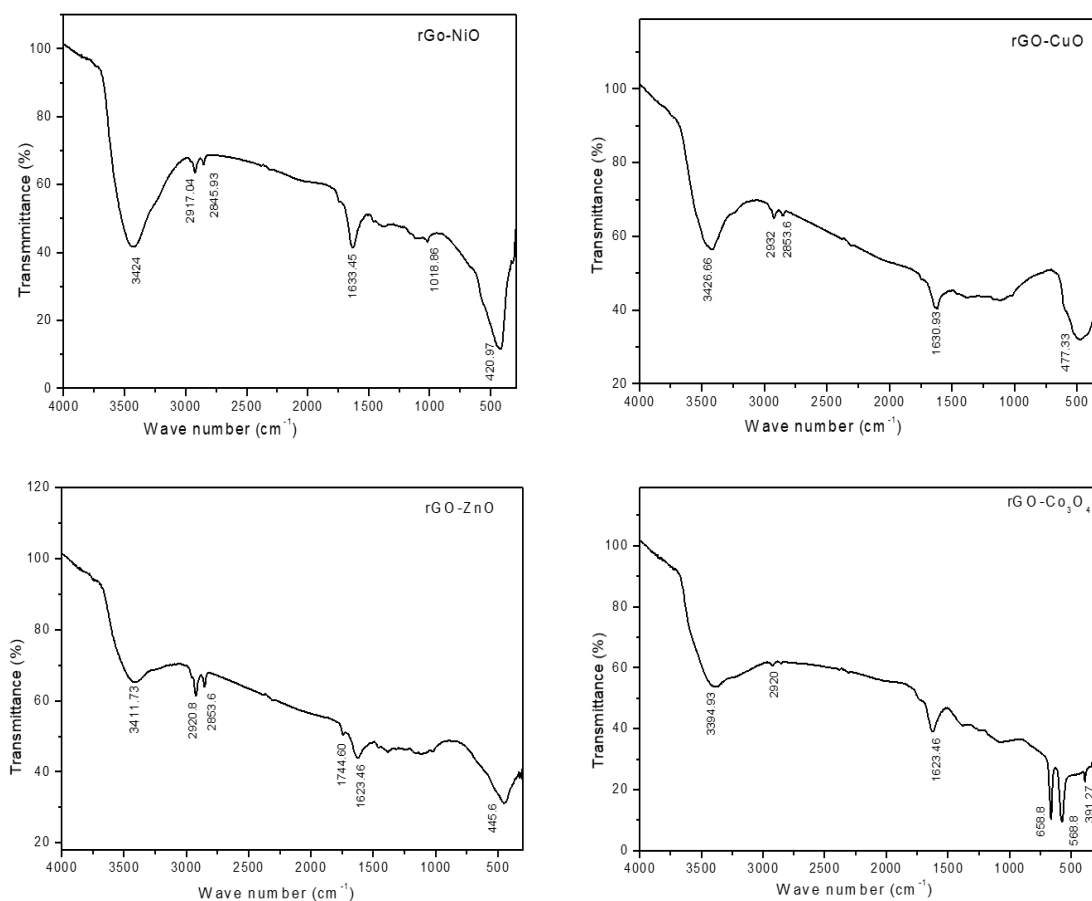 rGo-NiO
Transmmittance (%)
100
80
60
40
20
0
3424
2917.04
2845.93
1633.45
1018.86
420.97
4000 3500 3000 2500 2000 1500 1000 500
Wave number (cm⁻¹)
rGO-CuO
Transmittance (%)
100
80
60
40
20
3426.66
2932
2853.6
1630.93
477.33
4000 3500 3000 2500 2000 1500 1000 500
Wave number (cm⁻¹)
rGO-ZnO
Transmittance (%)
120
100
80
60
40
20
3411.73
2920.8
2853.6
1744.60
1623.46
445.6
4000 3500 3000 2500 2000 1500 1000 500
Wave number (cm⁻¹)
rGO-Co₃O₄
Transmittance (%)
100
80
60
40
20
0
3394.93
2920
1623.46
658.8
568.8
391.27
4000 3500 3000 2500 2000 1500 1000 500
Wave number (cm⁻¹)